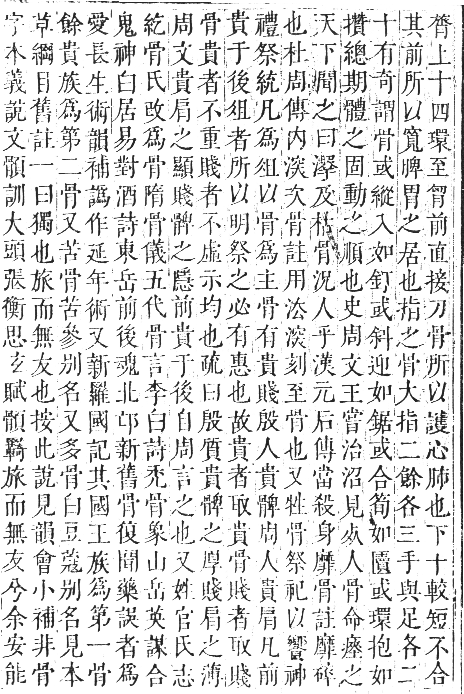 脅上十四環至胷前直接刀骨所以護心肺也下十較短不合
其前所以寬脾胃之居也指之骨大指二餘各三手與足各二
十有奇謂骨或縱入如釘或斜迎如鋸或合筍如匱或環抱如
攢總期體之固動之順也史周文王嘗治沼見死人骨命瘞之
天下聞之曰澤及枯骨況人乎漢元后傳當殺身靡骨註靡碎
也杜周傳内深次骨註用法深刻至骨也又牲骨祭祀以饗神
禮祭統凡爲俎以骨爲主骨有貴賤殷人貴髀周人貴肩凡前
貴于後俎者所以明祭之必有惠也故貴者取貴骨賤者取賤
骨貴者不重賤者不虛示均也疏曰殷質貴髀之厚賤肩之薄
周文貴肩之顯賤髀之隱前貴于後自周言之也又姓官氏志
紇骨氏改爲骨隋骨儀五代骨言李白詩禿骨象山岳英謀合
鬼神白居易對酒詩東岳前後魂北邙新舊骨復聞藥誤者爲
愛長生術韻補譌作延年術又新羅國記其國王族爲第一骨
餘貴族爲第二骨又苦骨苦參别名又多骨白豆蔻别名見本
草綱目舊註一曰獨也旅而無友也按此說見韻會小補非骨
字本義說文顝訓大頭張衡思玄賦顝羇旅而無友兮余安能